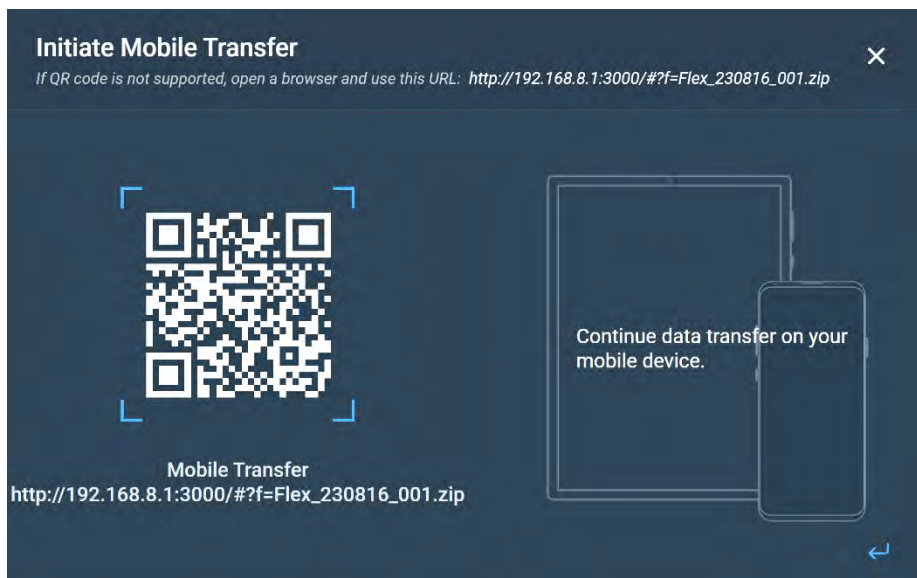 Initiate Mobile Transfer
If QR code is not supported, open a browser and use this URL: http://192.168.8.1:3000/#?f=Flex_230816_001.zip
Continue data transfer on your
mobile device.
Mobile Transfer
http://192.168.8.1:3000/#?f=Flex_230816_001.zip